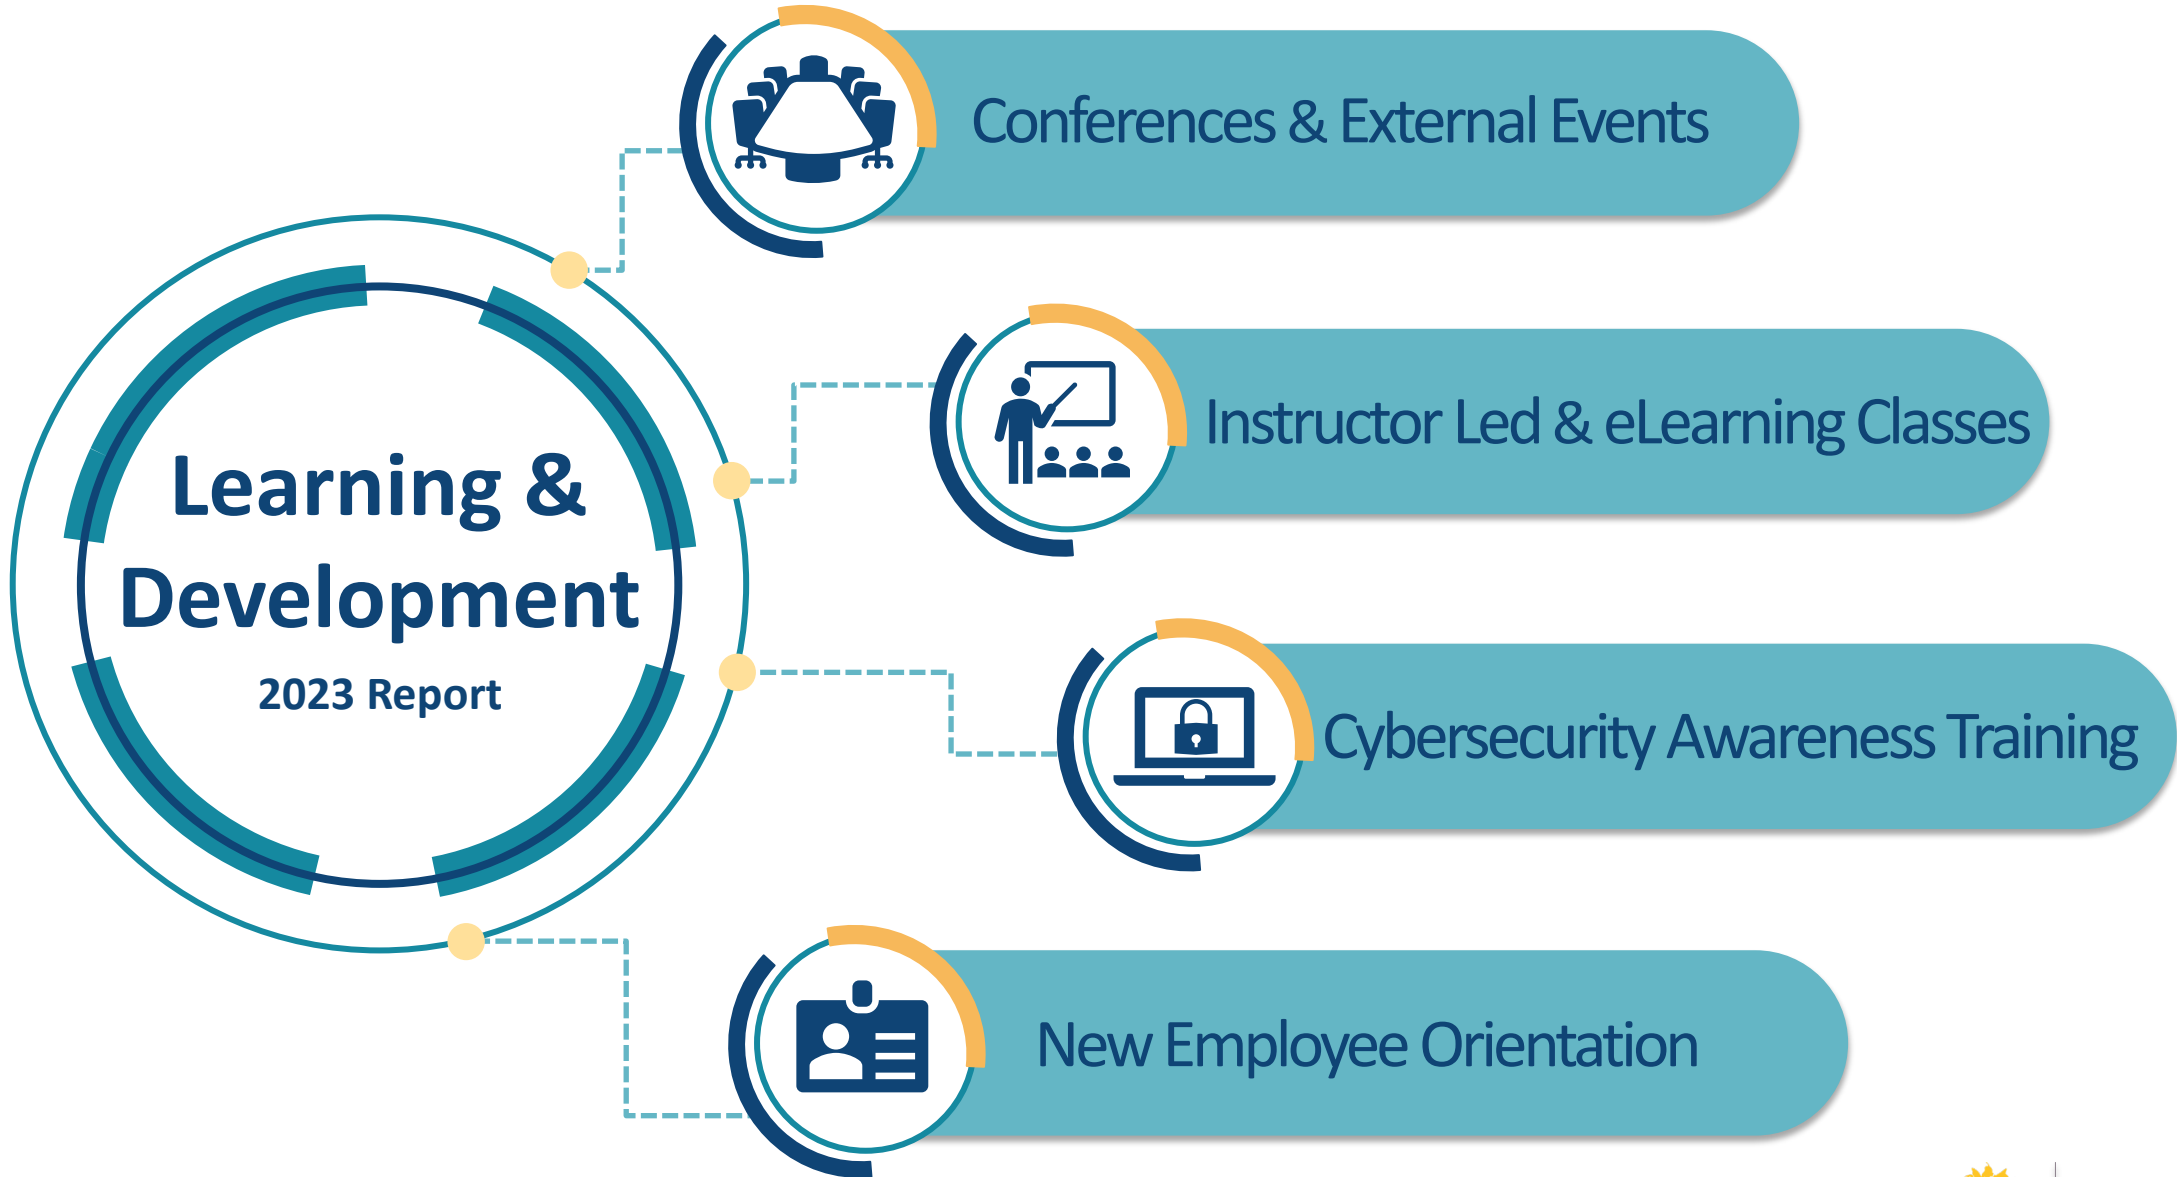 Learning &
Development
2023 Report
Conferences & External Events
Instructor Led & eLearning Classes
Cybersecurity Awareness Training
New Employee Orientation